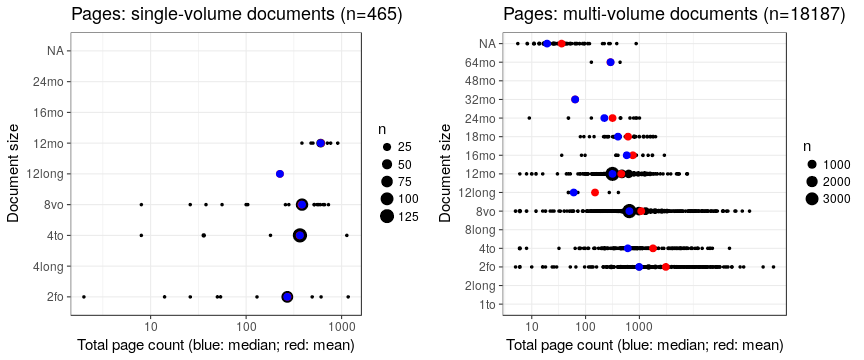 Pages: single-volume documents (n=465)
Document size
NA
24mo
16mo
12mo
12long
8vo
4to
4long
2fo
10
100
1000
Total page count (blue: median; red: mean)
n
25
50
75
100
125
Pages: multi-volume documents (n=18187)
Document size
NA
64mo
48mo
32mo
24mo
18mo
16mo
12mo
12long
8vo
8long
4to
2fo
2long
1to
10
100
1000
Total page count (blue: median; red: mean)
n
1000
2000
3000